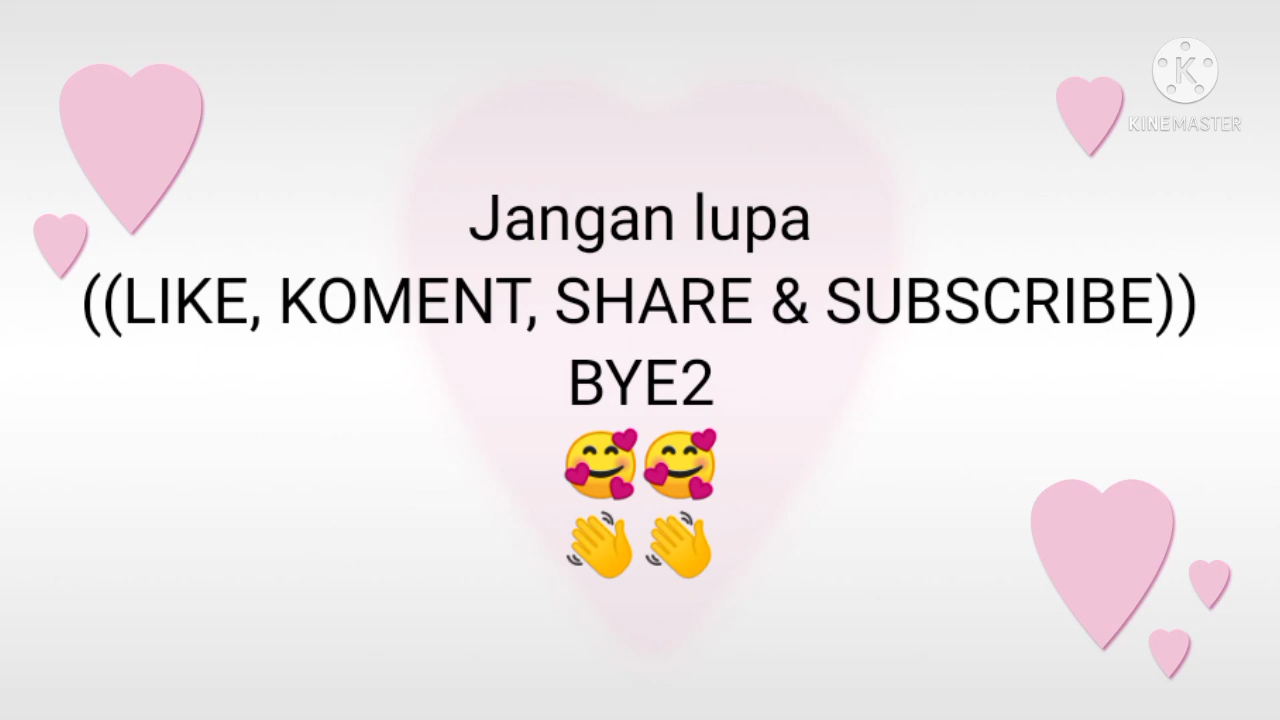 KINEMASTER
Jangan lupa
((LIKE, KOMENT, SHARE & SUBSCRIBE))
BYE2
🥰🥰
👋👋